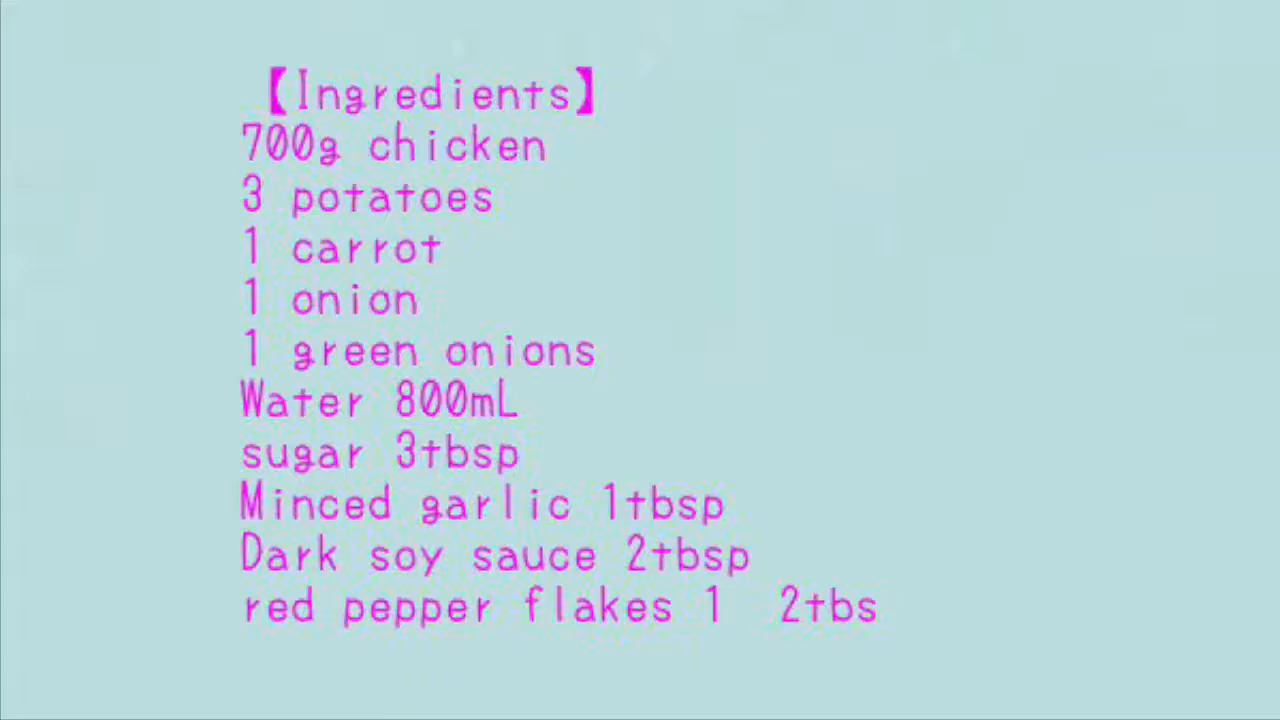 【Ingredients】
700g chicken
3 potatoes
1 carrot
1 onion
1 green onions
Water 800mL
sugar 3tbsp
Minced garlic 1tbsp
Dark soy sauce 2tbsp
red pepper flakes 1  2tbs